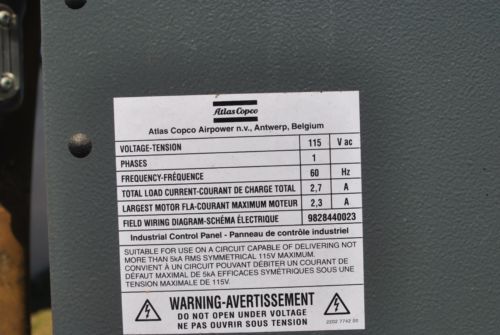 Atlas Copco
Atlas Copco Airpower n.v., Antwerp, Belgium
VOLTAGE-TENSION 115 V ac
PHASES 1
FREQUENCY-FRÉQUENCE 60 Hz
TOTAL LOAD CURRENT-COURANT DE CHARGE TOTAL 2,7 A
LARGEST MOTOR FLA-COURANT MAXIMUM MOTEUR 2,3 A
FIELD WIRING DIAGRAM-SCHÉMA ÉLECTRIQUE 9828440023
Industrial Control Panel - Panneau de contrôle industriel
SUITABLE FOR USE ON A CIRCUIT CAPABLE OF DELIVERING NOT
MORE THAN 5kA RMS SYMMETRICAL 115V MAXIMUM.
CONVIENT À UN CIRCUIT POUVANT DÉBITER UN COURANT DE
DÉFAUT MAXIMAL DE 5kA EFFICACES SYMÉTRIQUES SOUS UNE
TENSION MAXIMALE DE 115V.
WARNING-AVERTISSEMENT
DO NOT OPEN UNDER VOLTAGE
NE PAS OUVRIR SOUS TENSION
2202 7742 50